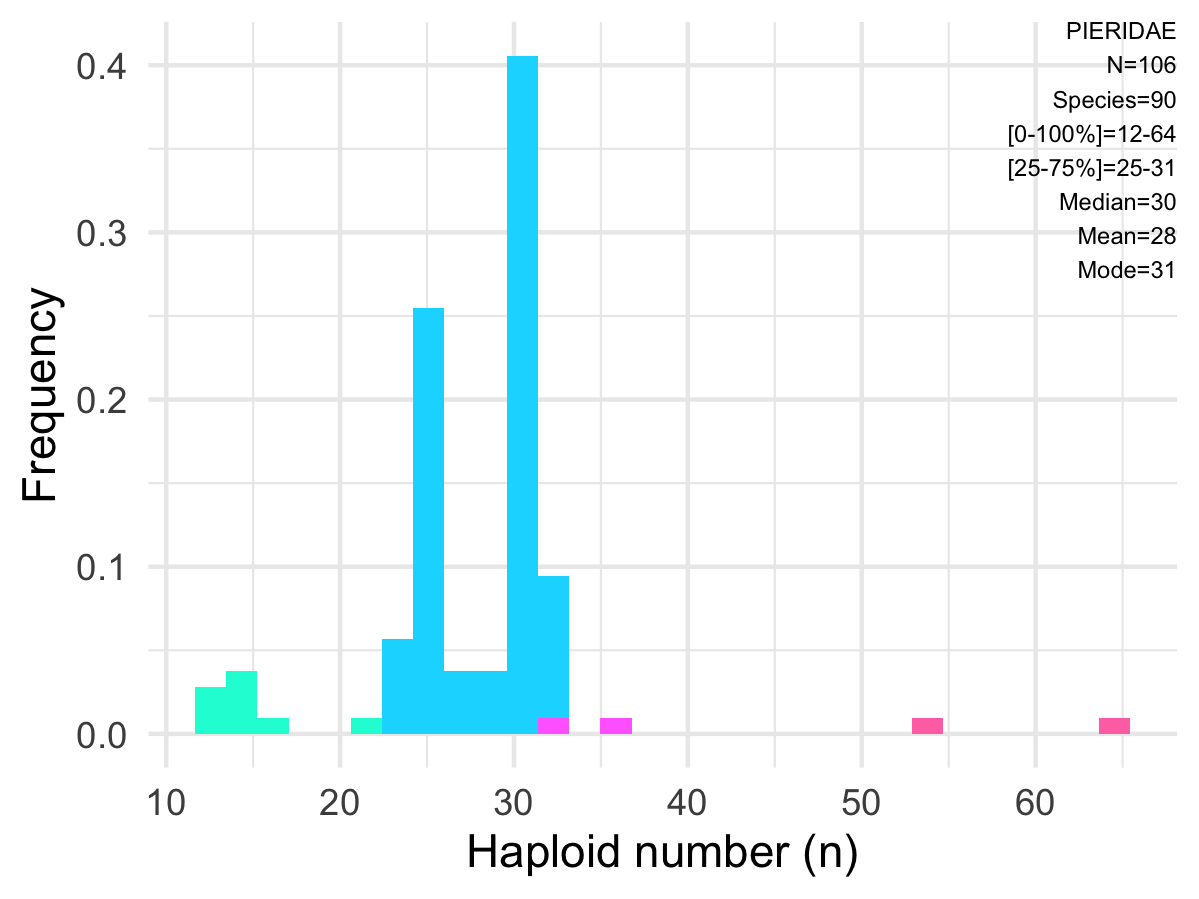 PIERIDAE
N=106
Species=90
[0-100%]=12-64
[25-75%]=25-31
Median=30
Mean=28
Mode=31
Frequency
0.4
0.3
0.2
0.1
0.0
10 20 30 40 50 60
Haploid number (n)